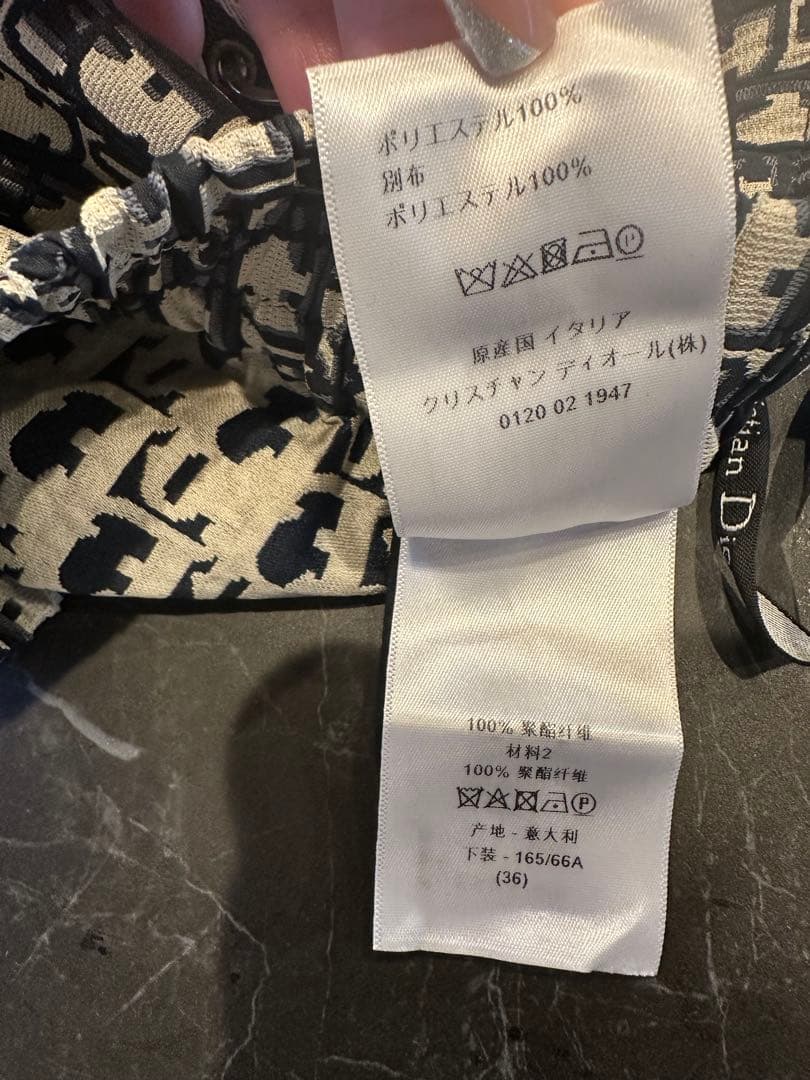 ポリエステル100%
別布
ポリエステル100%
原産国 イタリア
クリスチャン ディオール(株)
0120 02 1947
100% 聚酯纤维
材料2
100% 聚酯纤维
P
产地 - 意大利
下装 - 165/66A
(36)